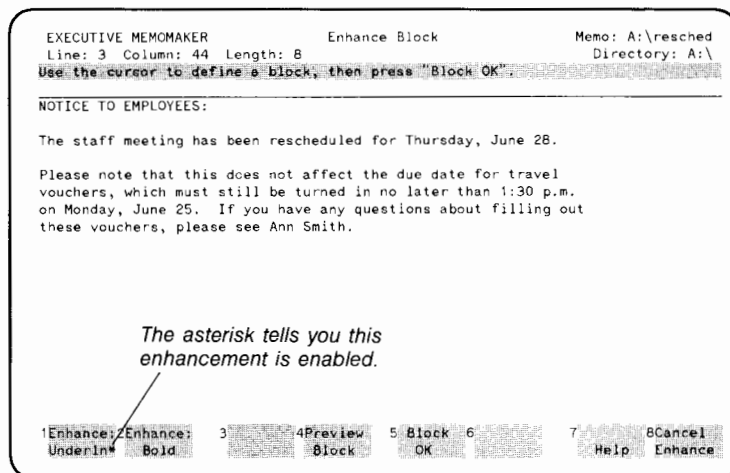 EXECUTIVE MEMOMAKER Enhance Block Memo: A:\resched
Line: 3 Column: 44 Length: 8 Directory: A:\
Use the cursor to define a block, then press "Block OK".
NOTICE TO EMPLOYEES:
The staff meeting has been rescheduled for Thursday, June 28.
Please note that this does not affect the due date for travel
vouchers, which must still be turned in no later than 1:30 p.m.
on Monday, June 25. If you have any questions about filling out
these vouchers, please see Ann Smith.
The asterisk tells you this
enhancement is enabled.
1Enhance: 2Enhance: 3 4Preview 5 Block 6 7 8Cancel
Underln* Bold Block OK Help Enhance